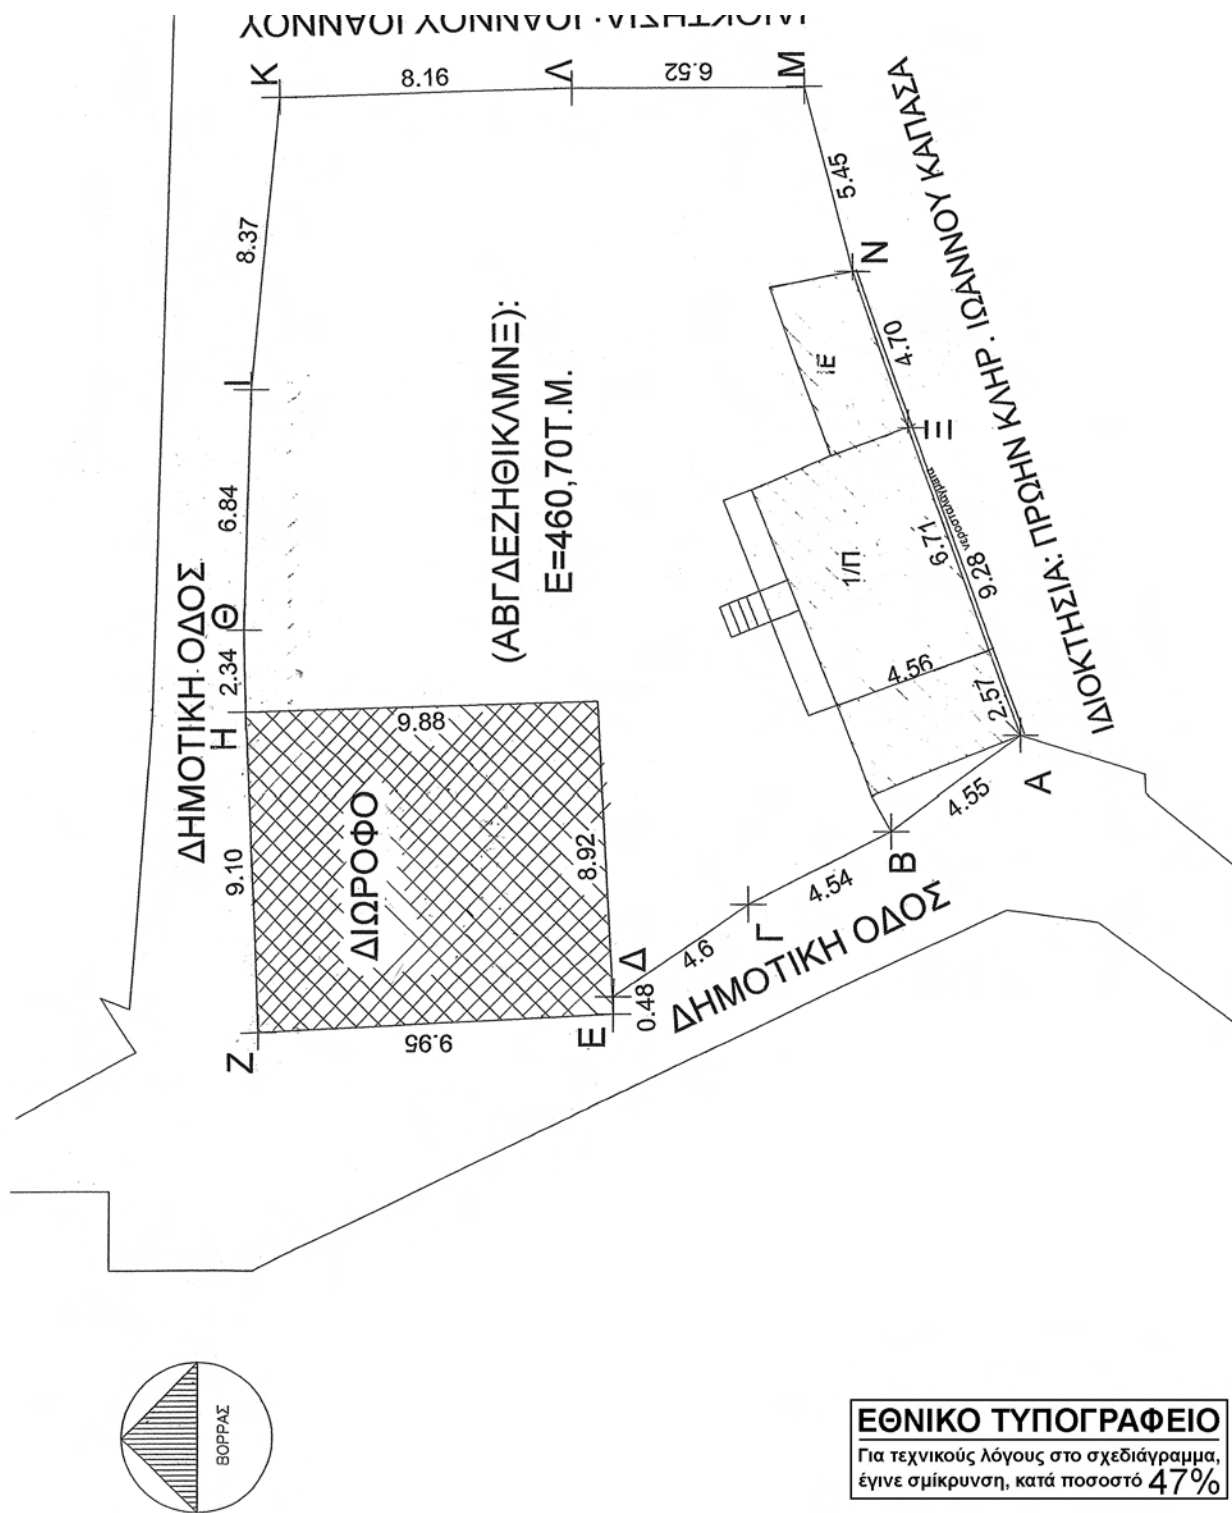 ΙΔΙΟΚΤΗΣΙΑ: ΙΩΑΝΝΟΥ ΙΩΑΝΝΟΥ
Κ
8.16
Λ
6.52
Μ
5.45
Ν
4.70
Ξ
ΙΔΙΟΚΤΗΣΙΑ: ΠΡΩΗΝ ΚΛΗΡ. ΙΩΑΝΝΟΥ ΚΑΠΑΣΑ
8.37
Ι
6.84
Θ
2.34
Η
ΔΗΜΟΤΙΚΗ ΟΔΟΣ
(ΑΒΓΔΕΖΗΘΙΚΛΜΝΞ):
Ε=460,70Τ.Μ.
ΙΣ
1/Π
νεροσταλάγματα
6.71
9.28
4.56
2.57
Α
4.55
Β
4.54
Γ
4.6
Δ
0.48
Ε
9.95
Ζ
9.10
9.88
8.92
ΔΙΩΡΟΦΟ
ΔΗΜΟΤΙΚΗ ΟΔΟΣ
ΒΟΡΡΑΣ
ΕΘΝΙΚΟ ΤΥΠΟΓΡΑΦΕΙΟ
Για τεχνικούς λόγους στο σχεδιάγραμμα,
έγινε σμίκρυνση, κατά ποσοστό 47%